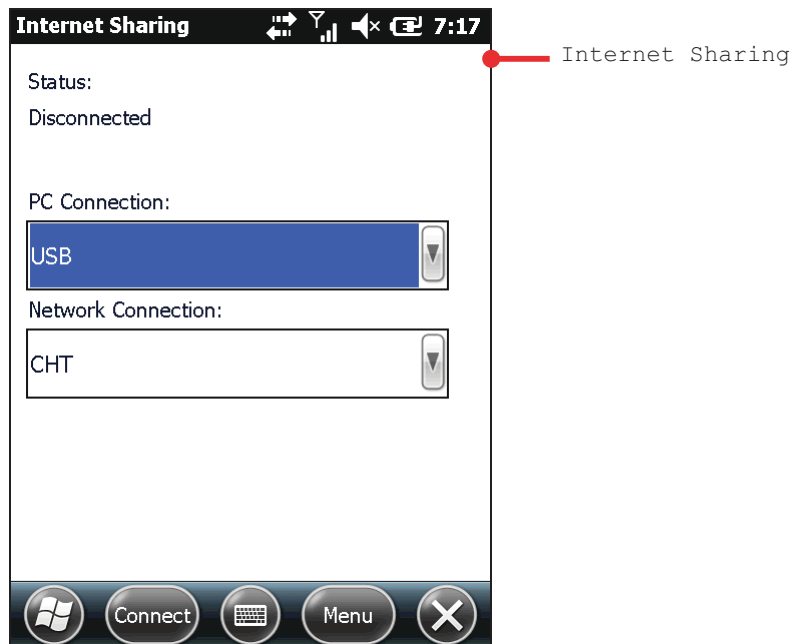 Internet Sharing 7:17
Internet Sharing
Status:
Disconnected
PC Connection:
USB
Network Connection:
CHT
Connect Menu